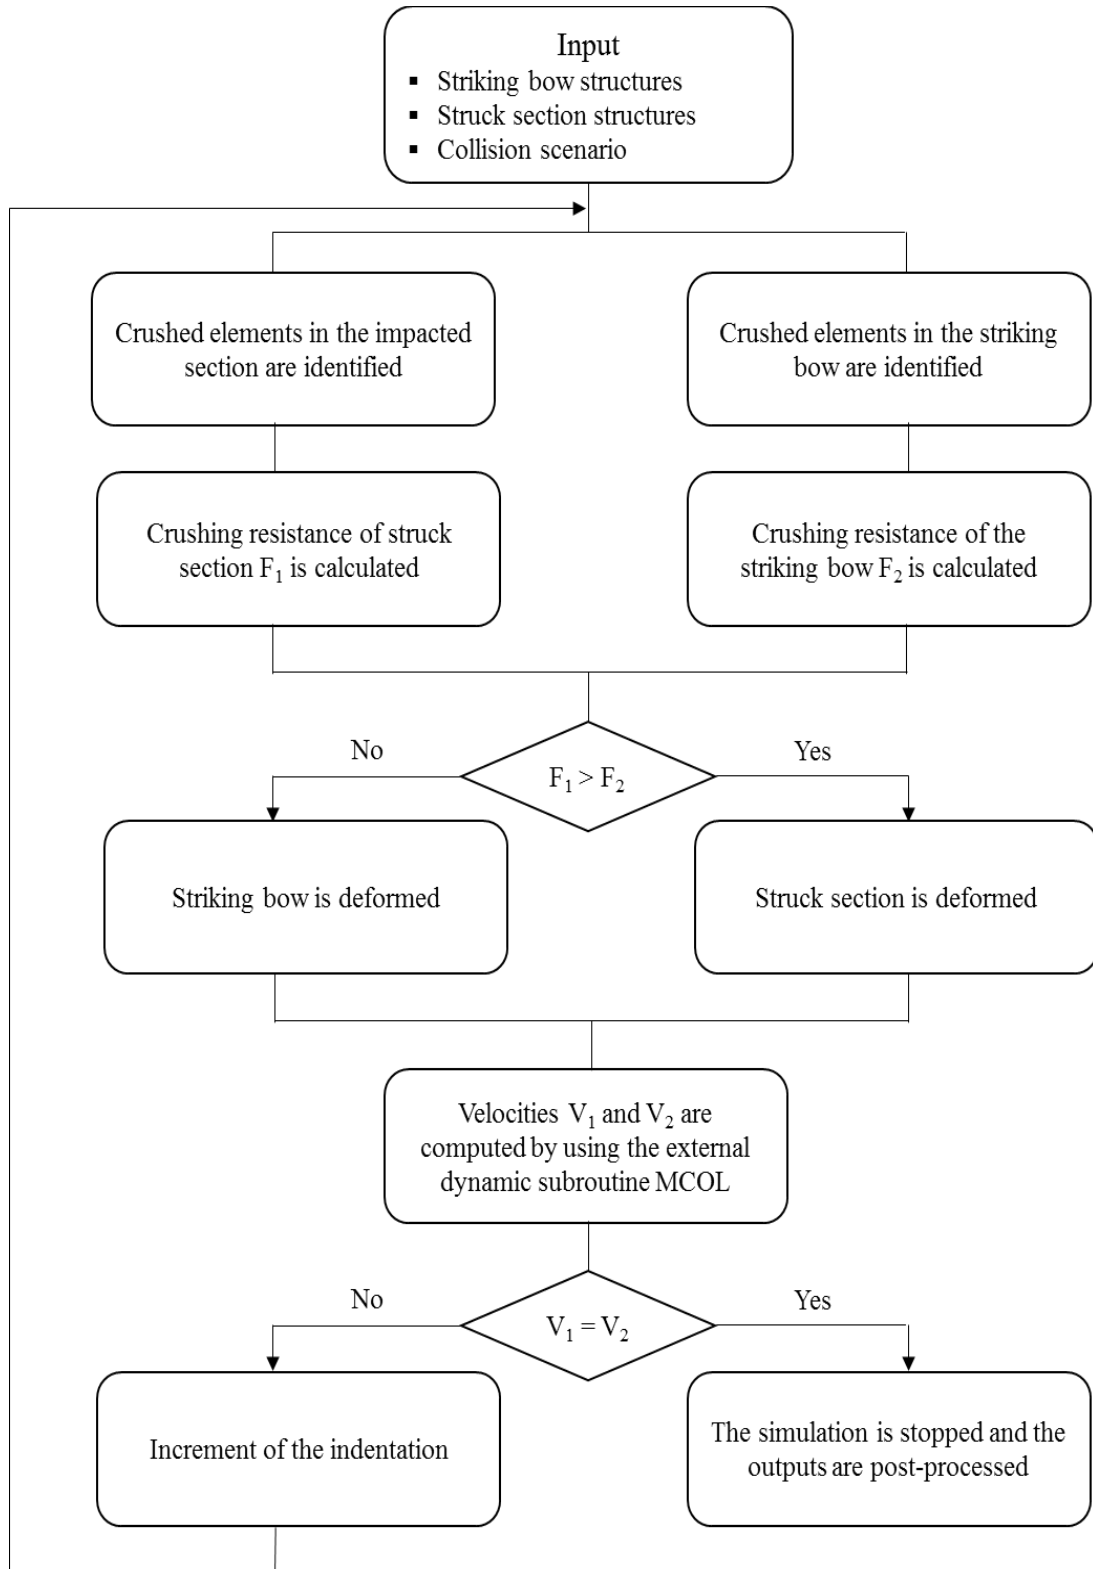 Input
▪ Striking bow structures
▪ Struck section structures
▪ Collision scenario
Crushed elements in the impacted
section are identified
Crushed elements in the striking
bow are identified
Crushing resistance of struck
section F₁ is calculated
Crushing resistance of the
striking bow F₂ is calculated
No
F₁ > F₂
Yes
Striking bow is deformed
Struck section is deformed
Velocities V₁ and V₂ are
computed by using the external
dynamic subroutine MCOL
No
V₁ = V₂
Yes
Increment of the indentation
The simulation is stopped and the
outputs are post-processed